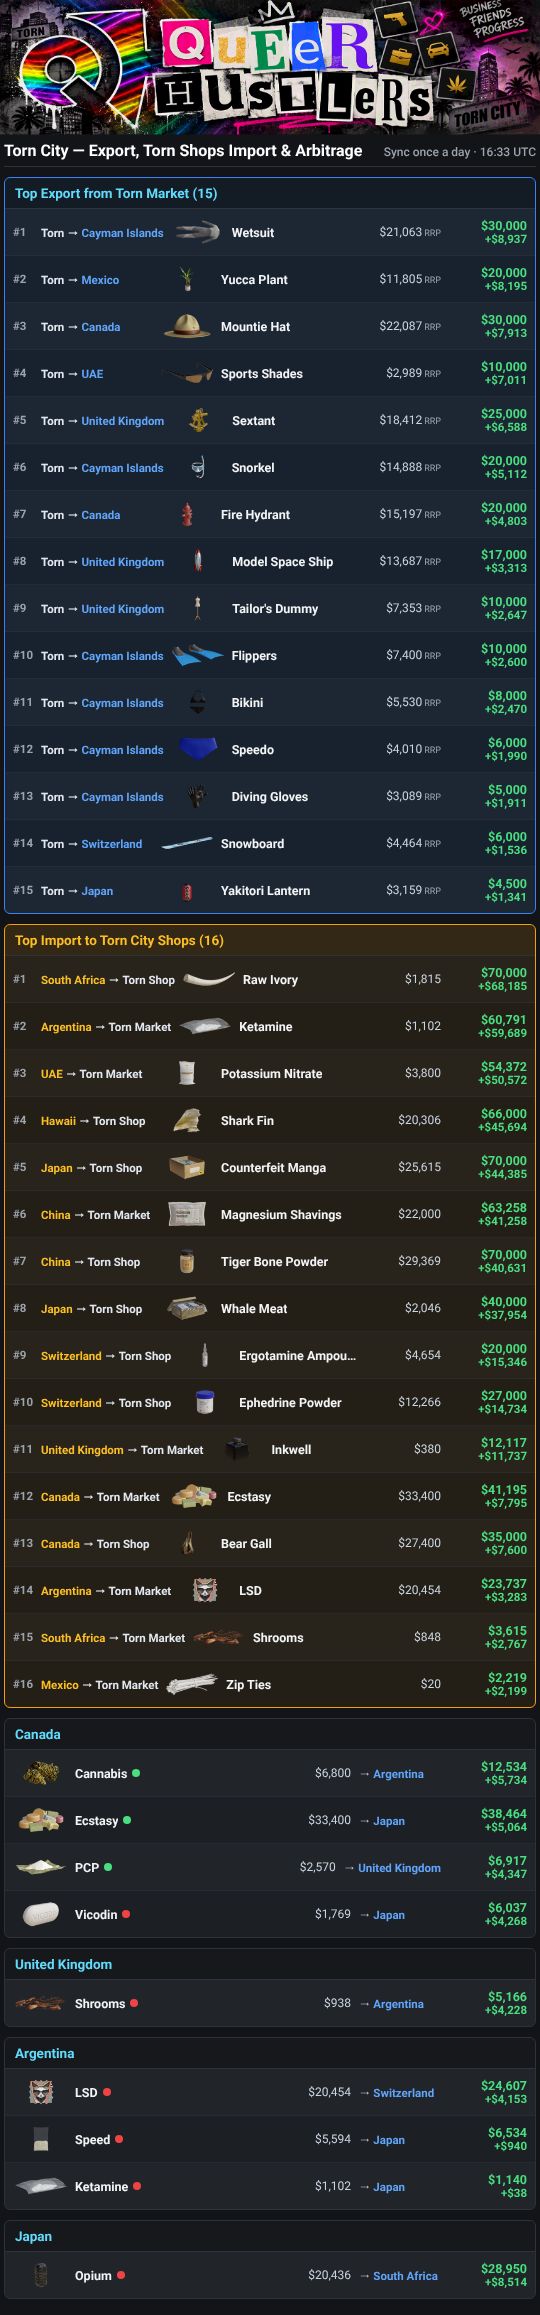 TORN
QUEER
HUSTLERS
BUSINESS
FRIENDS
PROGRESS
TORN CITY
Torn City — Export, Torn Shops Import & Arbitrage Sync once a day · 16:33 UTC
Top Export from Torn Market (15)
#1 Torn → Cayman Islands Wetsuit $21,063 RRP $30,000
+$8,937
#2 Torn → Mexico Yucca Plant $11,805 RRP $20,000
+$8,195
#3 Torn → Canada Mountie Hat $22,087 RRP $30,000
+$7,913
#4 Torn → UAE Sports Shades $2,989 RRP $10,000
+$7,011
#5 Torn → United Kingdom Sextant $18,412 RRP $25,000
+$6,588
#6 Torn → Cayman Islands Snorkel $14,888 RRP $20,000
+$5,112
#7 Torn → Canada Fire Hydrant $15,197 RRP $20,000
+$4,803
#8 Torn → United Kingdom Model Space Ship $13,687 RRP $17,000
+$3,313
#9 Torn → United Kingdom Tailor's Dummy $7,353 RRP $10,000
+$2,647
#10 Torn → Cayman Islands Flippers $7,400 RRP $10,000
+$2,600
#11 Torn → Cayman Islands Bikini $5,530 RRP $8,000
+$2,470
#12 Torn → Cayman Islands Speedo $4,010 RRP $6,000
+$1,990
#13 Torn → Cayman Islands Diving Gloves $3,089 RRP $5,000
+$1,911
#14 Torn → Switzerland Snowboard $4,464 RRP $6,000
+$1,536
#15 Torn → Japan Yakitori Lantern $3,159 RRP $4,500
+$1,341
Top Import to Torn City Shops (16)
#1 South Africa → Torn Shop Raw Ivory $1,815 $70,000
+$68,185
#2 Argentina → Torn Market Ketamine $1,102 $60,791
+$59,689
#3 UAE → Torn Market Potassium Nitrate $3,800 $54,372
+$50,572
#4 Hawaii → Torn Shop Shark Fin $20,306 $66,000
+$45,694
#5 Japan → Torn Shop Counterfeit Manga $25,615 $70,000
+$44,385
#6 China → Torn Market Magnesium Shavings $22,000 $63,258
+$41,258
#7 China → Torn Shop Tiger Bone Powder $29,369 $70,000
+$40,631
#8 Japan → Torn Shop Whale Meat $2,046 $40,000
+$37,954
#9 Switzerland → Torn Shop Ergotamine Ampou... $4,654 $20,000
+$15,346
#10 Switzerland → Torn Shop Ephedrine Powder $12,266 $27,000
+$14,734
#11 United Kingdom → Torn Market Inkwell $380 $12,117
+$11,737
#12 Canada → Torn Market Ecstasy $33,400 $41,195
+$7,795
#13 Canada → Torn Shop Bear Gall $27,400 $35,000
+$7,600
#14 Argentina → Torn Market LSD $20,454 $23,737
+$3,283
#15 South Africa → Torn Market Shrooms $848 $3,615
+$2,767
#16 Mexico → Torn Market Zip Ties $20 $2,219
+$2,199
Canada
Cannabis $6,800 → Argentina $12,534
+$5,734
Ecstasy $33,400 → Japan $38,464
+$5,064
PCP $2,570 → United Kingdom $6,917
+$4,347
Vicodin $1,769 → Japan $6,037
+$4,268
United Kingdom
Shrooms $938 → Argentina $5,166
+$4,228
Argentina
LSD $20,454 → Switzerland $24,607
+$4,153
Speed $5,594 → Japan $6,534
+$940
Ketamine $1,102 → Japan $1,140
+$38
Japan
Opium $20,436 → South Africa $28,950
+$8,514